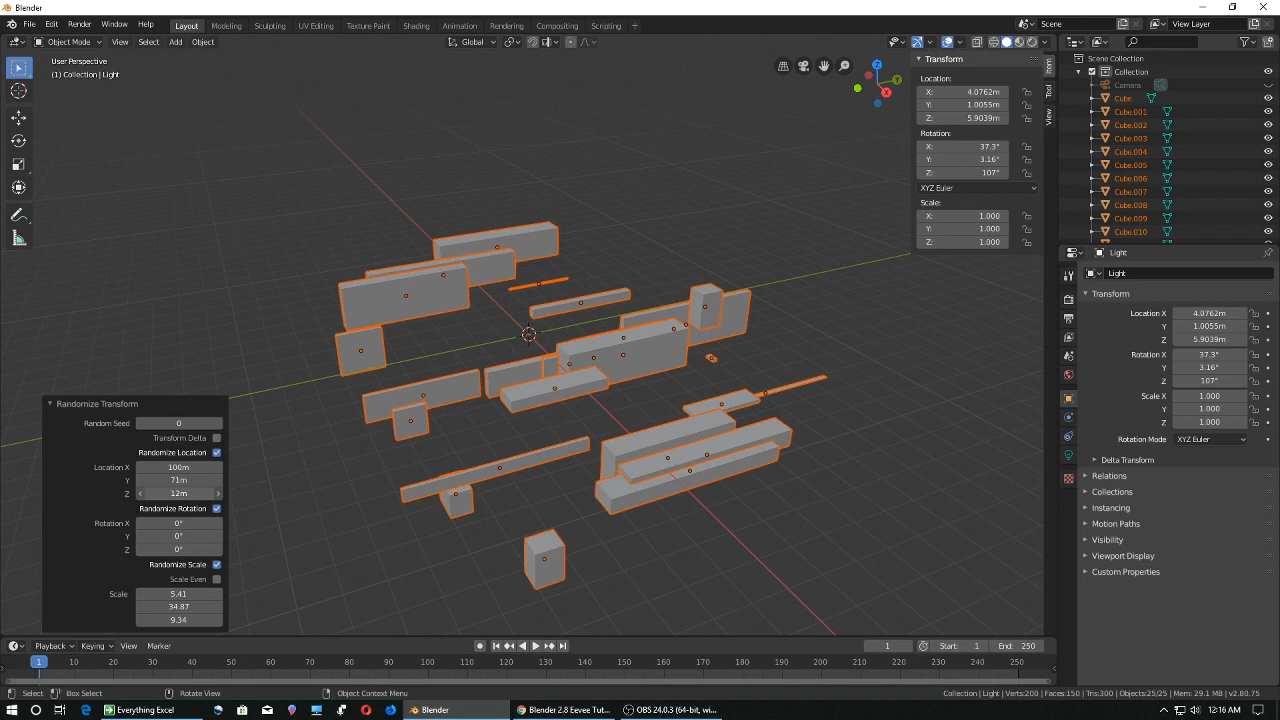 Blender
File Edit Render Window Help Layout Modeling Sculpting UV Editing Texture Paint Shading Animation Rendering Compositing Scripting + Scene View Layer
Object Mode View Select Add Object Global
User Perspective
(1) Collection | Light
Z
Y
X
Transform
Location:
X: 4.0762m
Y: 1.0055m
Z: 5.9039m
Rotation:
X: 37.3°
Y: 3.16°
Z: 107°
XYZ Euler
Scale:
X: 1.000
Y: 1.000
Z: 1.000
Item
Tool
View
Scene Collection
Collection
Camera
Cube
Cube.001
Cube.002
Cube.003
Cube.004
Cube.005
Cube.006
Cube.007
Cube.008
Cube.009
Cube.010
Light
Light
Transform
Location X 4.0762m
Y 1.0055m
Z 5.9039m
Rotation X 37.3°
Y 3.16°
Z 107°
Scale X 1.000
Y 1.000
Z 1.000
Rotation Mode XYZ Euler
Delta Transform
Relations
Collections
Instancing
Motion Paths
Visibility
Viewport Display
Custom Properties
Randomize Transform
Random Seed 0
Transform Delta
Randomize Location
Location X 100m
Y 71m
Z 12m
Randomize Rotation
Rotation X 0°
Y 0°
Z 0°
Randomize Scale
Scale Even
Scale 5.41
34.87
9.34
Playback Keying View Marker 1 Start: 1 End: 250
1 10 20 30 40 50 60 70 80 90 100 110 120 130 140 150 160 170 180 190 200 210 220 230 240 250
Select Box Select Rotate View Object Context Menu Collection | Light | Verts:200 | Faces:150 | Tris:300 | Objects:25/25 | Mem: 29.1 MB | v2.80.75
Everything Excel Blender Blender 2.8 Eevee Tut... OBS 24.0.3 (64-bit, wi... 12:16 AM